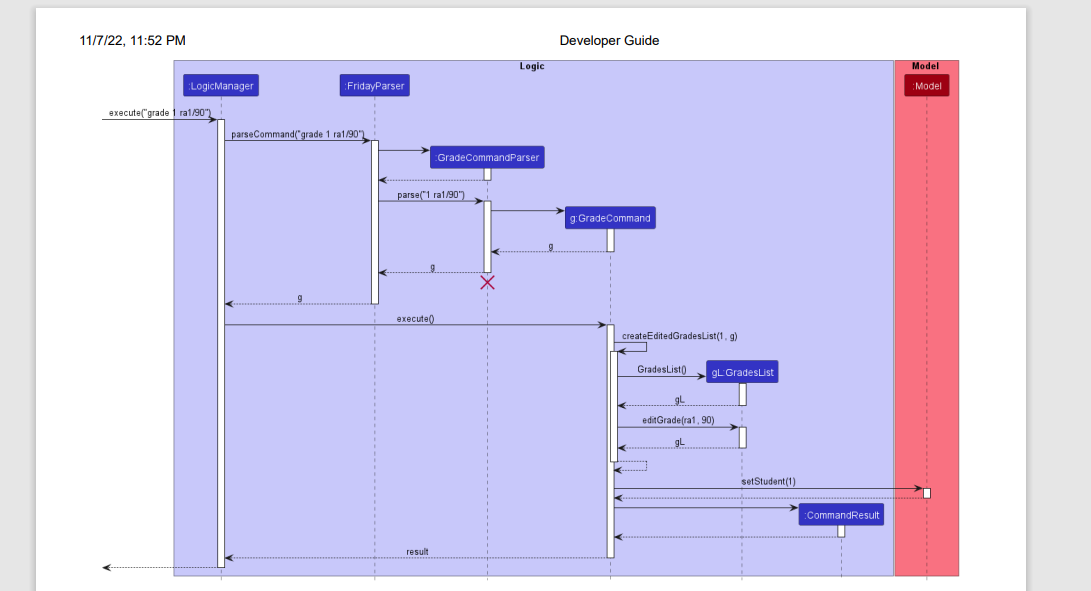 11/7/22, 11:52 PM
Developer Guide
Logic
Model
:LogicManager
:FridayParser
:Model
execute("grade 1 ra1/90")
parseCommand("grade 1 ra1/90")
:GradeCommandParser
parse("1 ra1/90")
g:GradeCommand
g
g
g
execute()
createEditedGradesList(1, g)
GradesList()
gL:GradesList
gL
editGrade(ra1, 90)
gL
setStudent(1)
:CommandResult
result